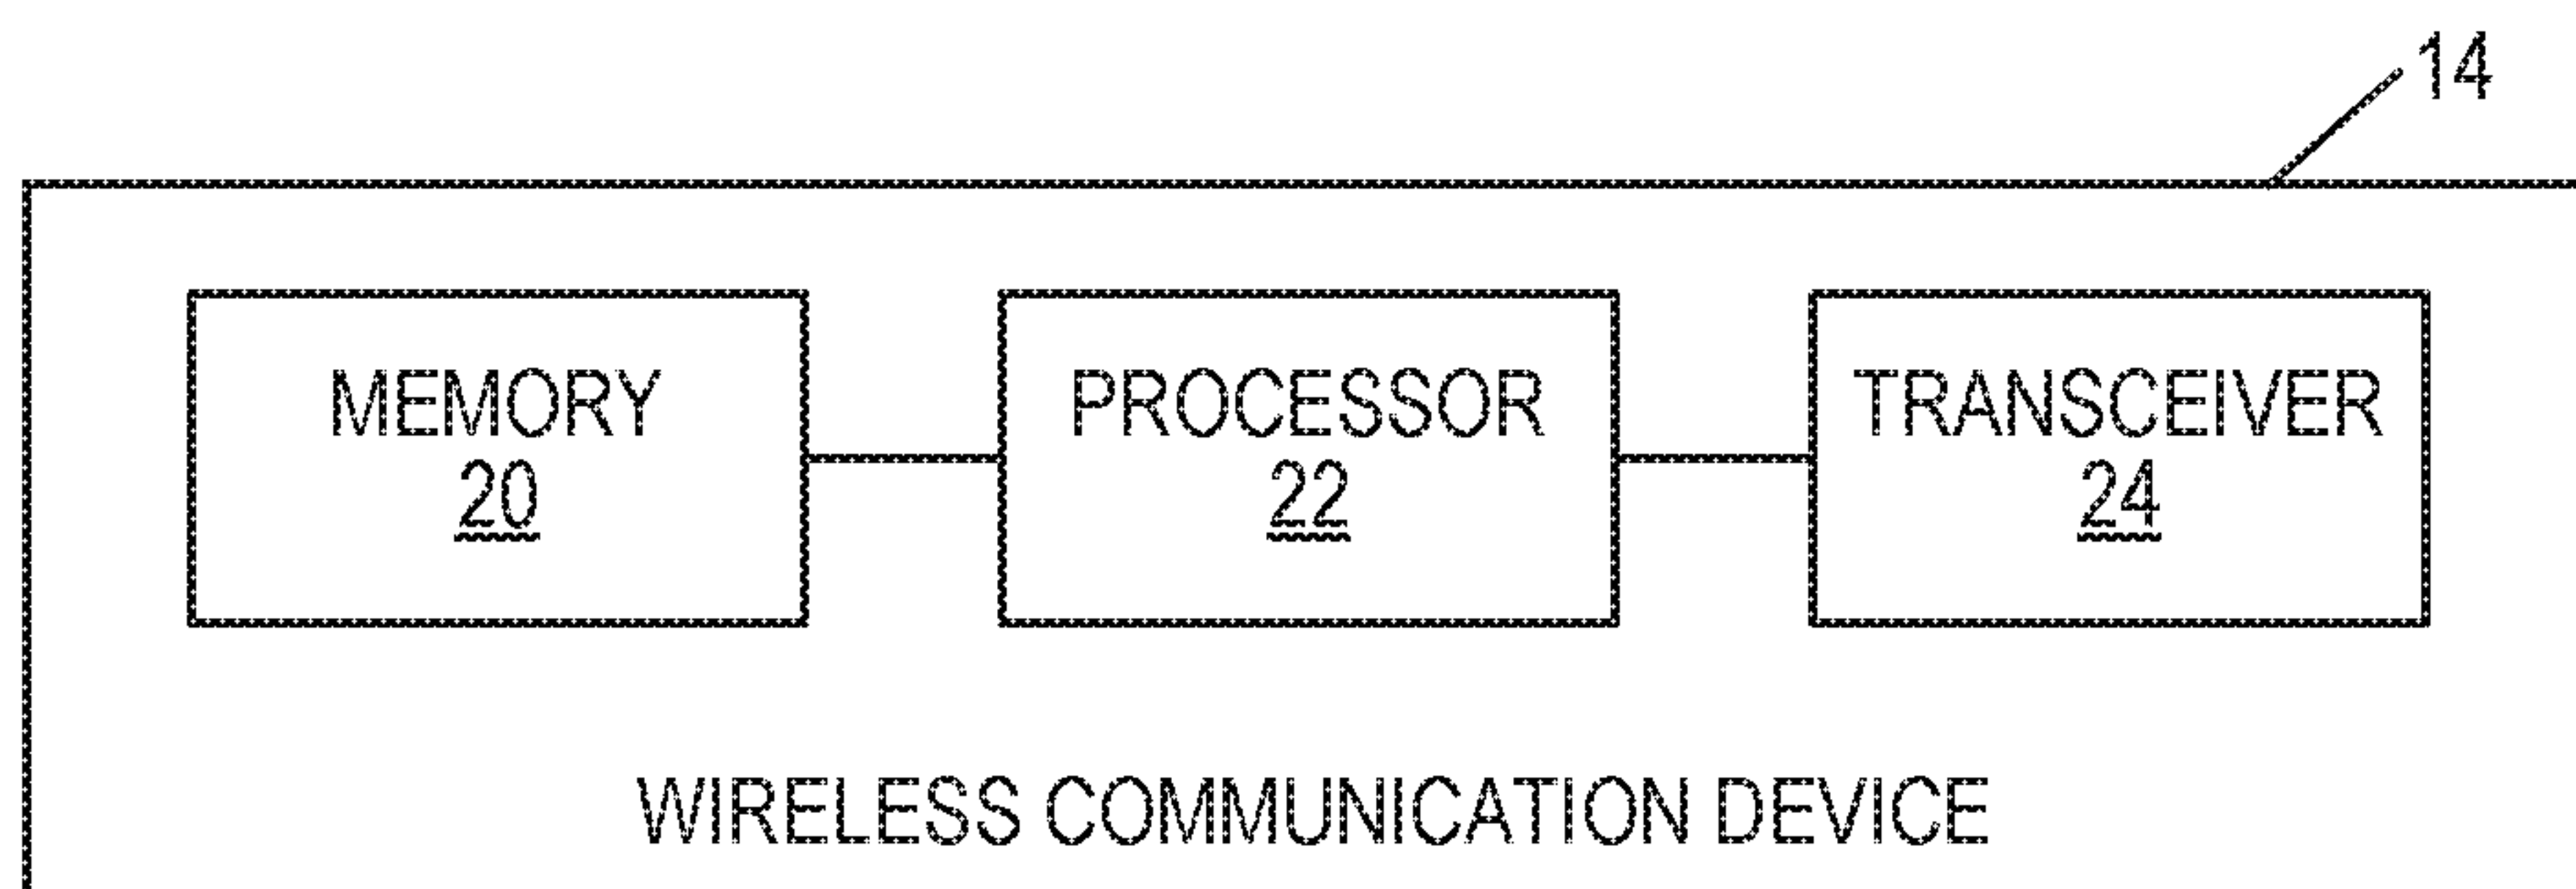 14
MEMORY
20
PROCESSOR
22
TRANSCEIVER
24
WIRELESS COMMUNICATION DEVICE